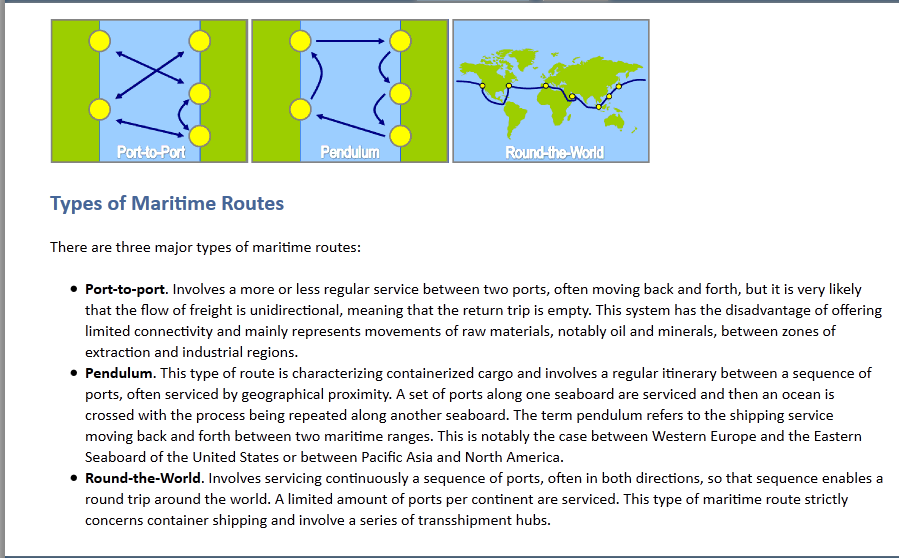 Port-to-Port
Pendulum
Round-the-World
Types of Maritime Routes
There are three major types of maritime routes:
● Port-to-port. Involves a more or less regular service between two ports, often moving back and forth, but it is very likely
that the flow of freight is unidirectional, meaning that the return trip is empty. This system has the disadvantage of offering
limited connectivity and mainly represents movements of raw materials, notably oil and minerals, between zones of
extraction and industrial regions.
● Pendulum. This type of route is characterizing containerized cargo and involves a regular itinerary between a sequence of
ports, often serviced by geographical proximity. A set of ports along one seaboard are serviced and then an ocean is
crossed with the process being repeated along another seaboard. The term pendulum refers to the shipping service
moving back and forth between two maritime ranges. This is notably the case between Western Europe and the Eastern
Seaboard of the United States or between Pacific Asia and North America.
● Round-the-World. Involves servicing continuously a sequence of ports, often in both directions, so that sequence enables a
round trip around the world. A limited amount of ports per continent are serviced. This type of maritime route strictly
concerns container shipping and involve a series of transshipment hubs.